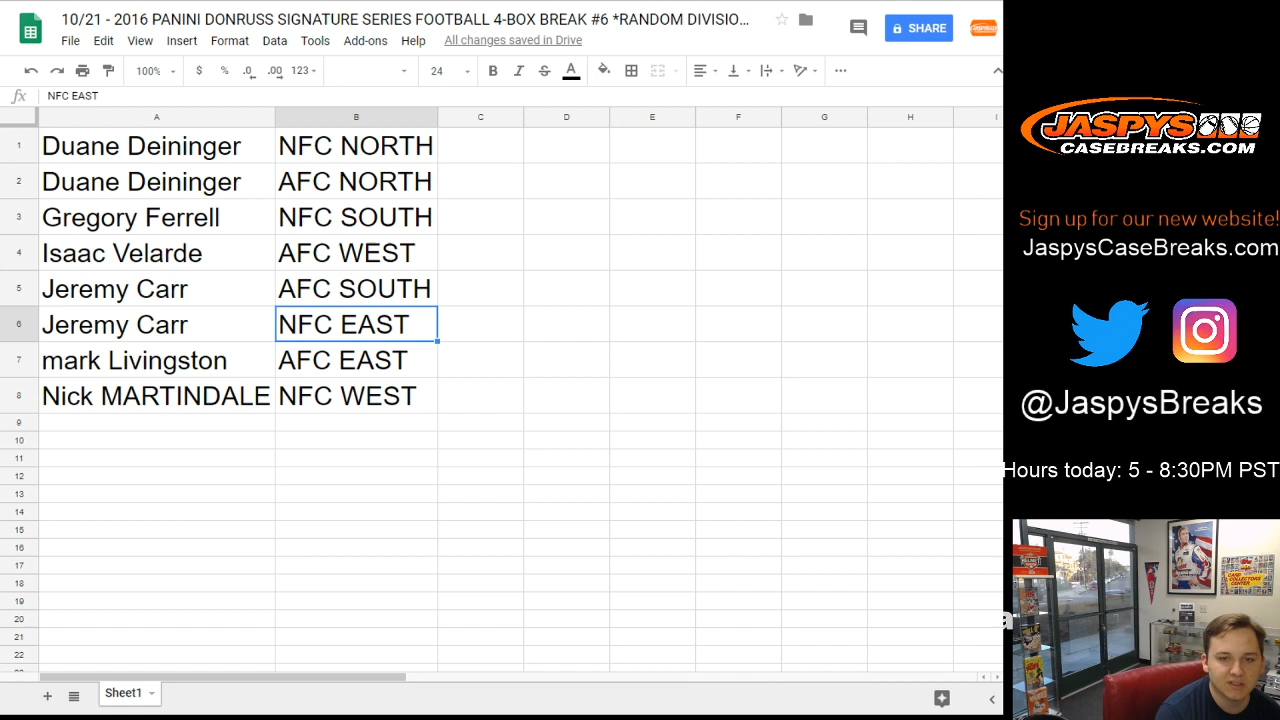 10/21 - 2016 PANINI DONRUSS SIGNATURE SERIES FOOTBALL 4-BOX BREAK #6 *RANDOM DIVISIO...
File Edit View Insert Format Data Tools Add-ons Help All changes saved in Drive
SHARE
100% $ % .0 .00 123 24 B I S A
fx NFC EAST
A B C D E F G H I
1 Duane Deininger NFC NORTH
2 Duane Deininger AFC NORTH
3 Gregory Ferrell NFC SOUTH
4 Isaac Velarde AFC WEST
5 Jeremy Carr AFC SOUTH
6 Jeremy Carr NFC EAST
7 mark Livingston AFC EAST
8 Nick MARTINDALE NFC WEST
9
10
11
12
13
14
15
16
17
18
19
20
21
22
Sheet1
JASPYS
CASEBREAKS.COM
Sign up for our new website!
JaspysCaseBreaks.com
@JaspysBreaks
Hours today: 5 - 8:30PM PST